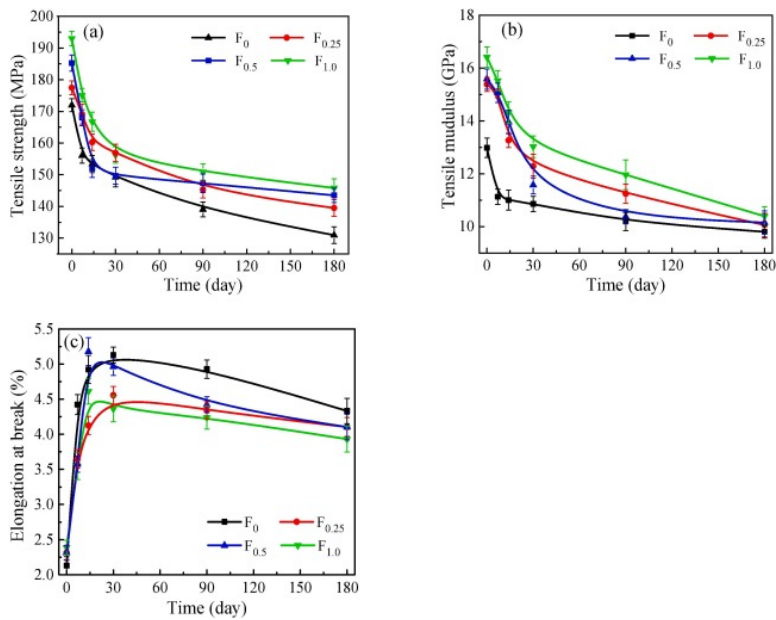 (a)
F0 F0.25
F0.5 F1.0
200
190
180
170
160
150
140
130
Tensile strength (MPa)
0 30 60 90 120 150 180
Time (day)
(b)
F0 F0.25
F0.5 F1.0
18
16
14
12
10
Tensile mudulus (GPa)
0 30 60 90 120 150 180
Time (day)
(c)
5.5
5.0
4.5
4.0
3.5
3.0
2.5
2.0
Elongation at break (%)
F0 F0.25
F0.5 F1.0
0 30 60 90 120 150 180
Time (day)